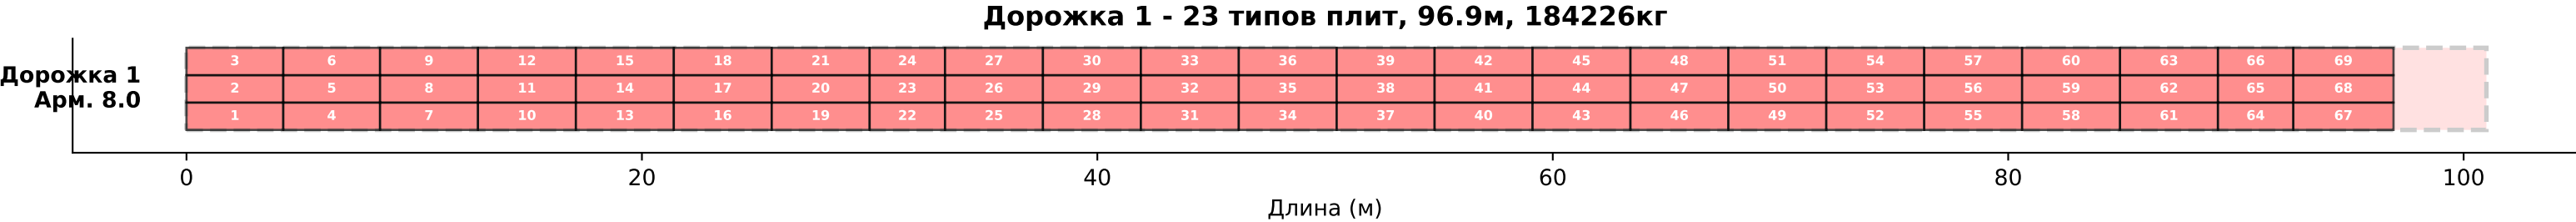 Дорожка 1 - 23 типов плит, 96.9м, 184226кг
Дорожка 1
Арм. 8.0
3 6 9 12 15 18 21 24 27 30 33 36 39 42 45 48 51 54 57 60 63 66 69
2 5 8 11 14 17 20 23 26 29 32 35 38 41 44 47 50 53 56 59 62 65 68
1 4 7 10 13 16 19 22 25 28 31 34 37 40 43 46 49 52 55 58 61 64 67
0 20 40 60 80 100
Длина (м)